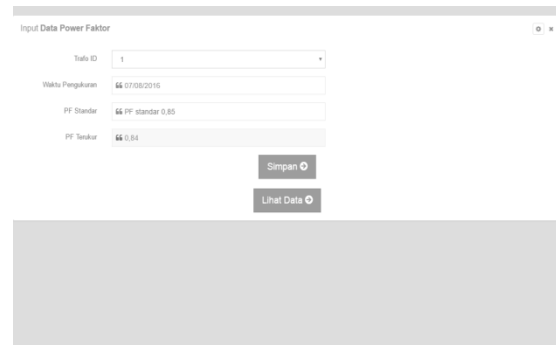 Input Data Power Faktor
Trafo ID 1
Waktu Pengukuran 07/08/2016
PF Standar PF standar 0,85
PF Terukur 0,84
Simpan
Lihat Data